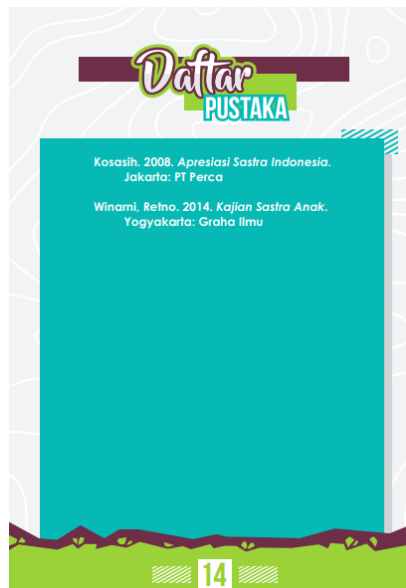 Daftar
PUSTAKA
Kosasih. 2008. Apresiasi Sastra Indonesia.
Jakarta: PT Perca
Winarni, Retno. 2014. Kajian Sastra Anak.
Yogyakarta: Graha Ilmu
14